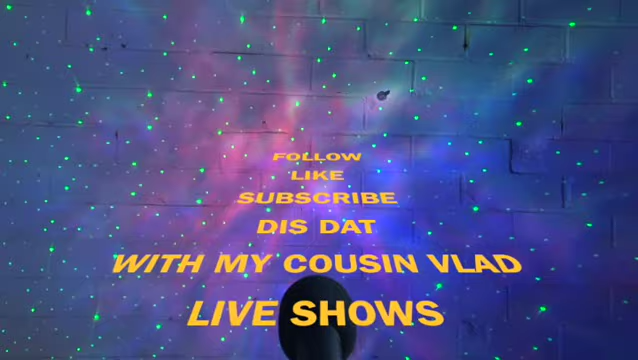 FOLLOW
LIKE
SUBSCRIBE
DIS DAT
WITH MY COUSIN VLAD
LIVE SHOWS